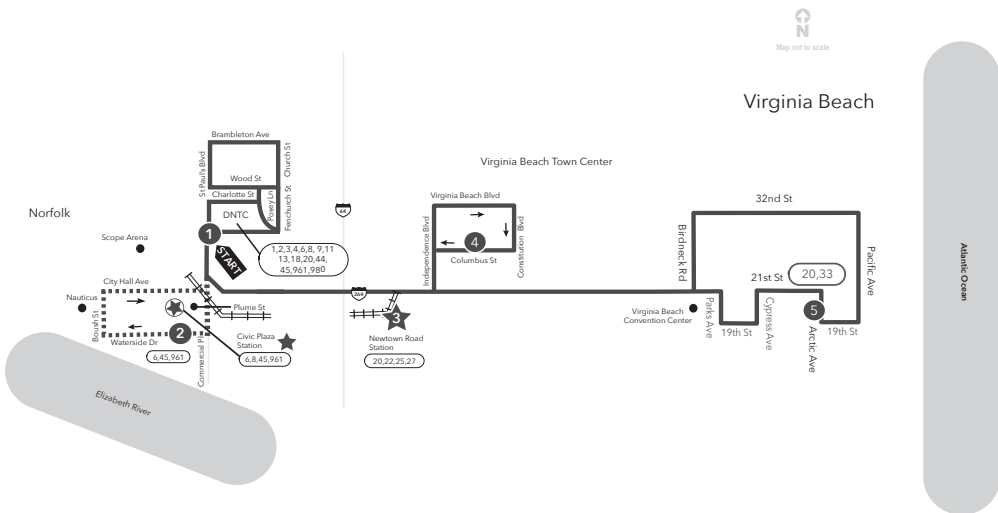 N
Map not to scale
Virginia Beach
Brambleton Ave
St Paul's Blvd
Church St
Wood St
Charlotte St
Posey Ln
Fenchurch St
DNTC
Virginia Beach Town Center
Virginia Beach Blvd
Independence Blvd
Constitution Blvd
4
Columbus St
32nd St
Norfolk
64
Scope Arena
1
START
1,2,3,4,6,8, 9,11
13,18,20,44,
45,961,980
Birdneck Rd
Pacific Ave
Atlantic Ocean
City Hall Ave
264
21st St
20,33
Nauticus
Boush St
Plume St
3
Virginia Beach
Convention Center
Parks Ave
Cypress Ave
5
19th St
19th St
Arctic Ave
2
Waterside Dr
Commercial Pl
Civic Plaza
Station
Newtown Road
Station
6,45,961
6,8,45,961
20,22,25,27
Elizabeth River